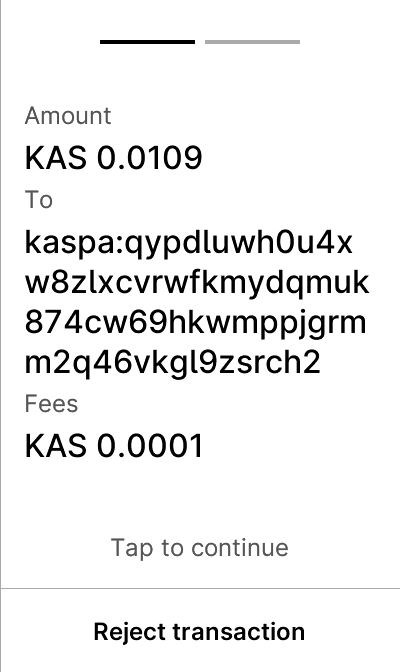 Amount
KAS 0.0109
To
kaspa:qypdluwh0u4x
w8zlxcvrwfkmydqmuk
874cw69hkwmppjgrm
m2q46vkgl9zsrch2
Fees
KAS 0.0001
Tap to continue
Reject transaction